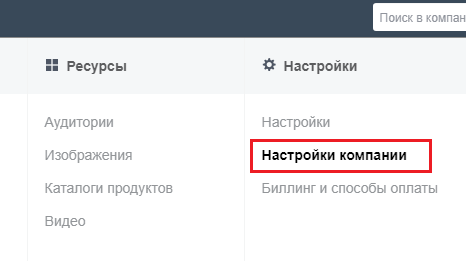 Поиск в компан
Ресурсы
Настройки
Аудитории
Настройки
Изображения
Настройки компании
Каталоги продуктов
Биллинг и способы оплаты
Видео